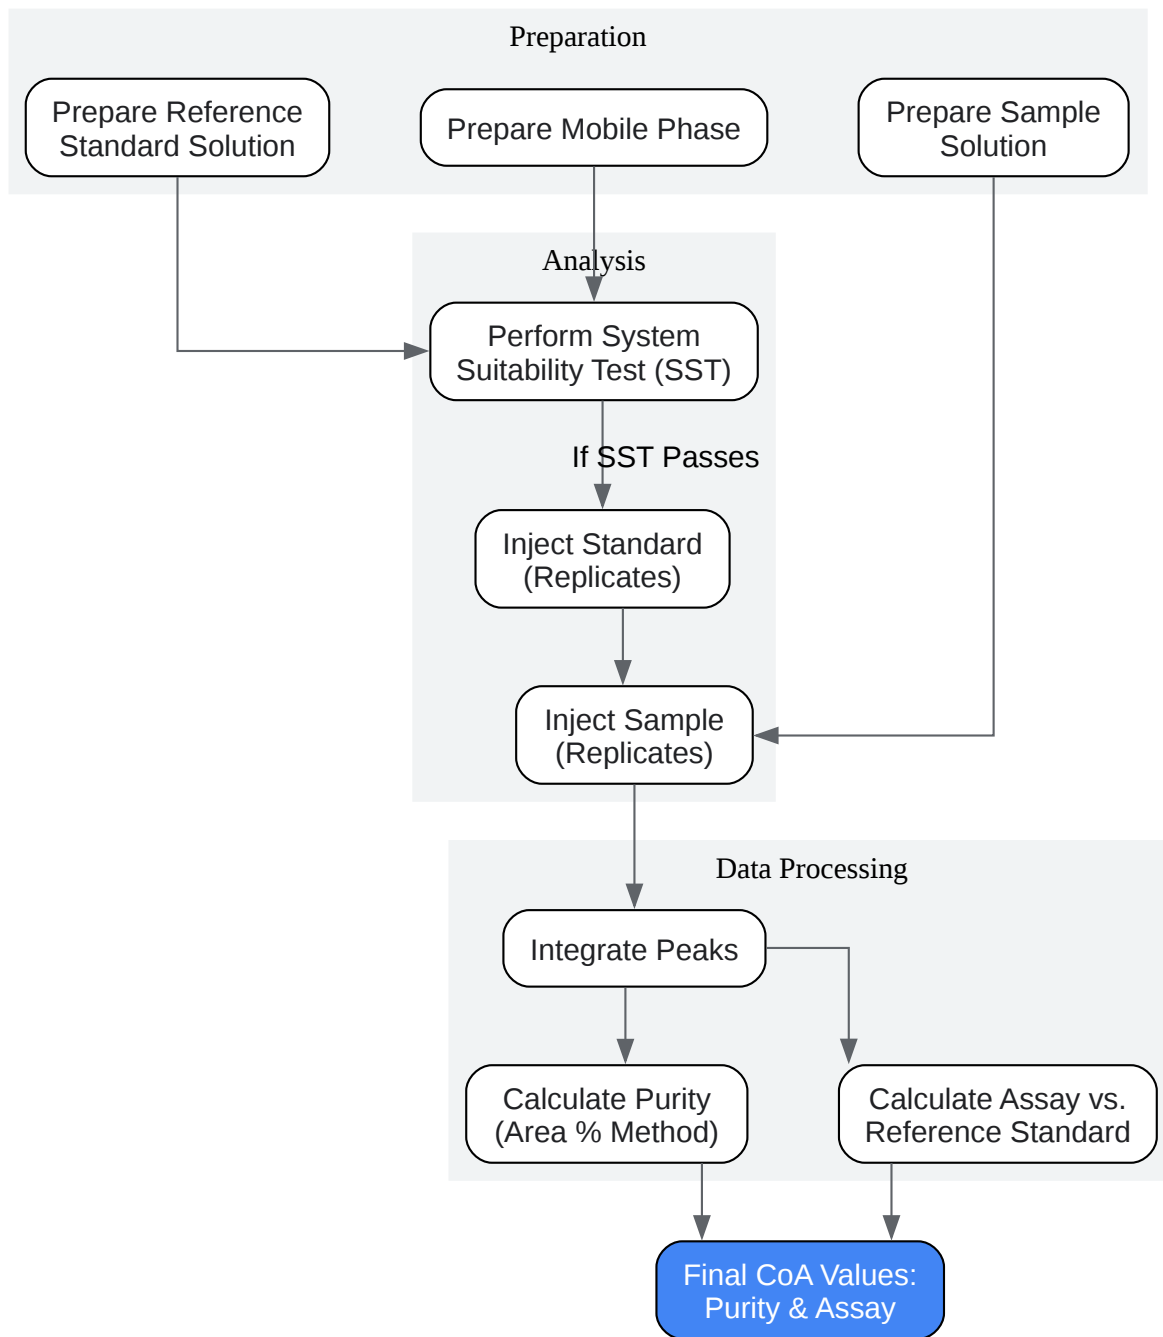 Preparation
Prepare Reference
Standard Solution
Prepare Mobile Phase
Prepare Sample
Solution
Analysis
Perform System
Suitability Test (SST)
If SST Passes
Inject Standard
(Replicates)
Inject Sample
(Replicates)
Data Processing
Integrate Peaks
Calculate Purity
(Area % Method)
Calculate Assay vs.
Reference Standard
Final CoA Values:
Purity & Assay